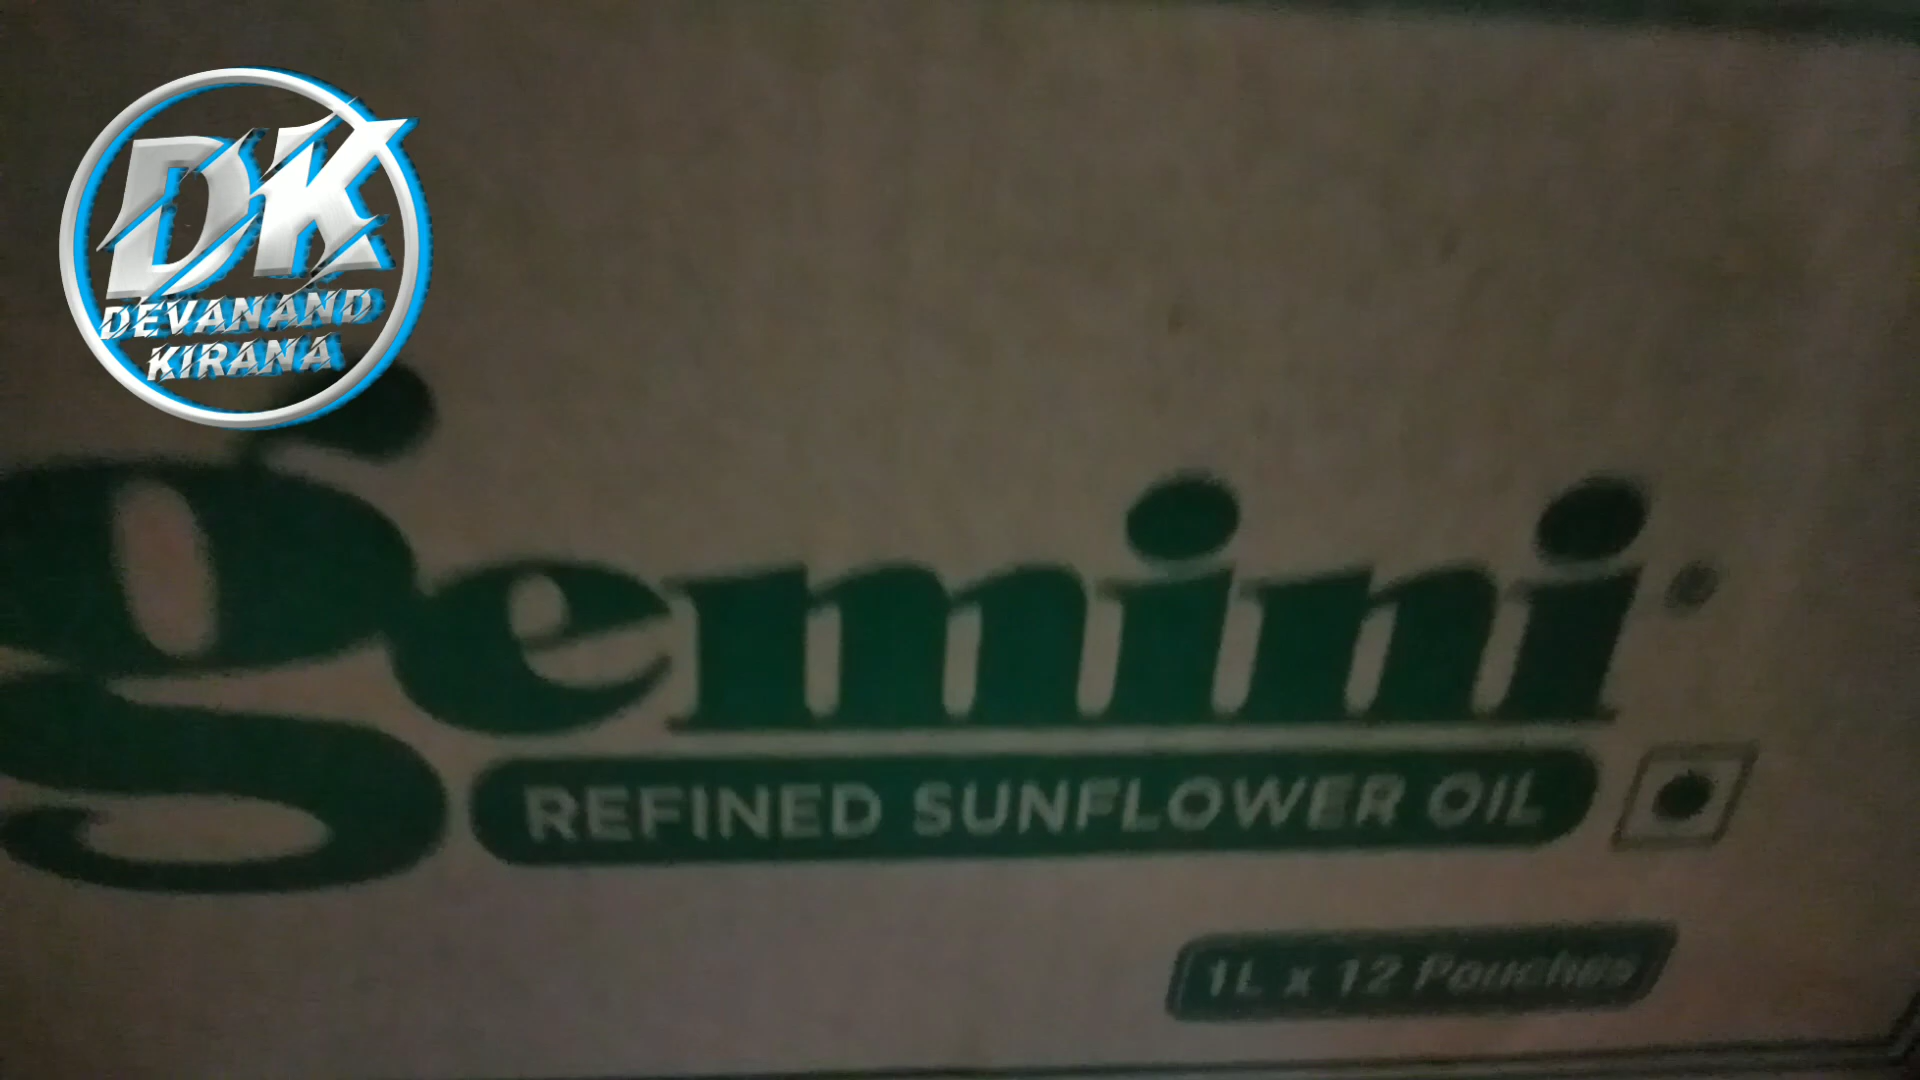 DK
DEVANAND
KIRANA
gemini
REFINED SUNFLOWER OIL
1L x 12 Pouches